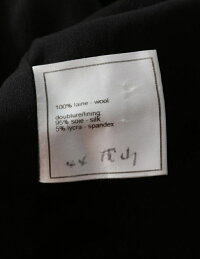 100% laine - wool
doublure/lining:
95% soie - silk
5% lycra - spandex